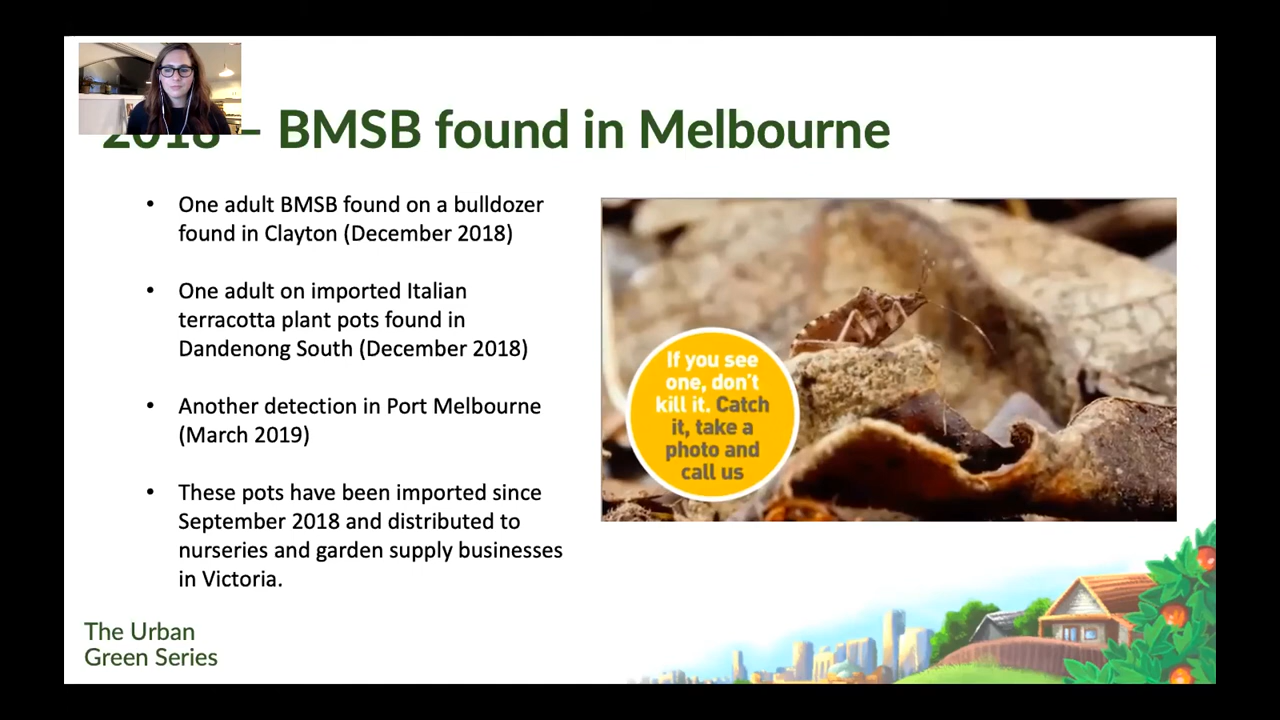 2018 – BMSB found in Melbourne
• One adult BMSB found on a bulldozer
found in Clayton (December 2018)
• One adult on imported Italian
terracotta plant pots found in
Dandenong South (December 2018)
• Another detection in Port Melbourne
(March 2019)
• These pots have been imported since
September 2018 and distributed to
nurseries and garden supply businesses
in Victoria.
If you see
one, don't
kill it. Catch
it, take a
photo and
call us
The Urban
Green Series